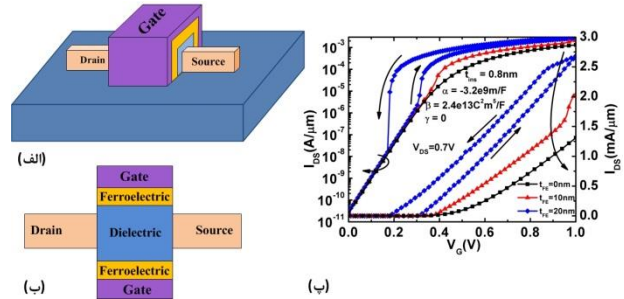 Gate
Drain
Source
(الف)
Gate
Ferroelectric
Drain
Dielectric
Source
Ferroelectric
Gate
(ب)
I_DS(A/µm)
10⁻³
10⁻⁴
10⁻⁵
10⁻⁶
10⁻⁷
10⁻⁸
10⁻⁹
10⁻¹⁰
10⁻¹¹
t_ins = 0.8nm
α = -3.2e9m/F
β = 2.4e13C²m⁵/F
γ = 0
V_DS=0.7V
t_FE=0nm
t_FE=10nm
t_FE=20nm
3.0
2.5
2.0
1.5
1.0
0.5
0.0
I_DS(mA/µm)
0.0 0.2 0.4 0.6 0.8 1.0
V_G(V)
(پ)